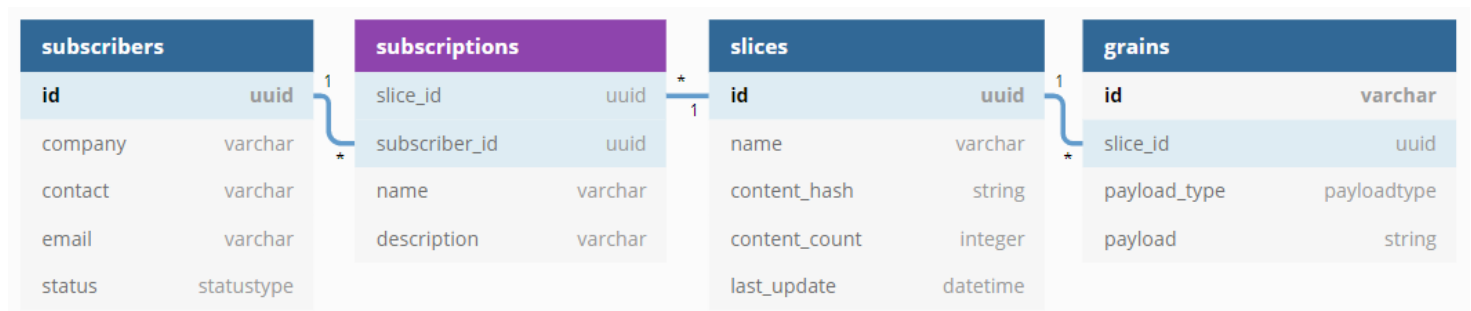 subscribers
id uuid
company varchar
contact varchar
email varchar
status statustype
1
*
subscriptions
slice_id uuid
subscriber_id uuid
name varchar
description varchar
*
1
slices
id uuid
name varchar
content_hash string
content_count integer
last_update datetime
1
*
grains
id varchar
slice_id uuid
payload_type payloadtype
payload string